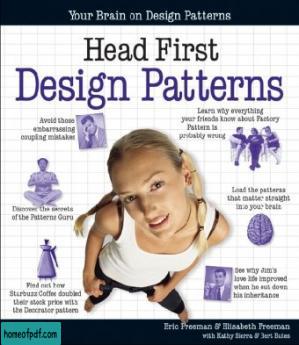 Your Brain on Design Patterns
Head First
Design Patterns
Avoid those
embarrassing
coupling mistakes
Learn why everything
your friends know about Factory
Pattern is
probably wrong
Discover the secrets
of the Patterns Guru
Load the patterns
that matter straight
into your brain
Find out how
Starbuzz Coffee doubled
their stock price with
the Decorator pattern
See why Jim's
love life improved
when he cut down
his inheritance
Eric Freeman & Elisabeth Freeman
with Kathy Sierra & Bert Bates
homeofpdf.com